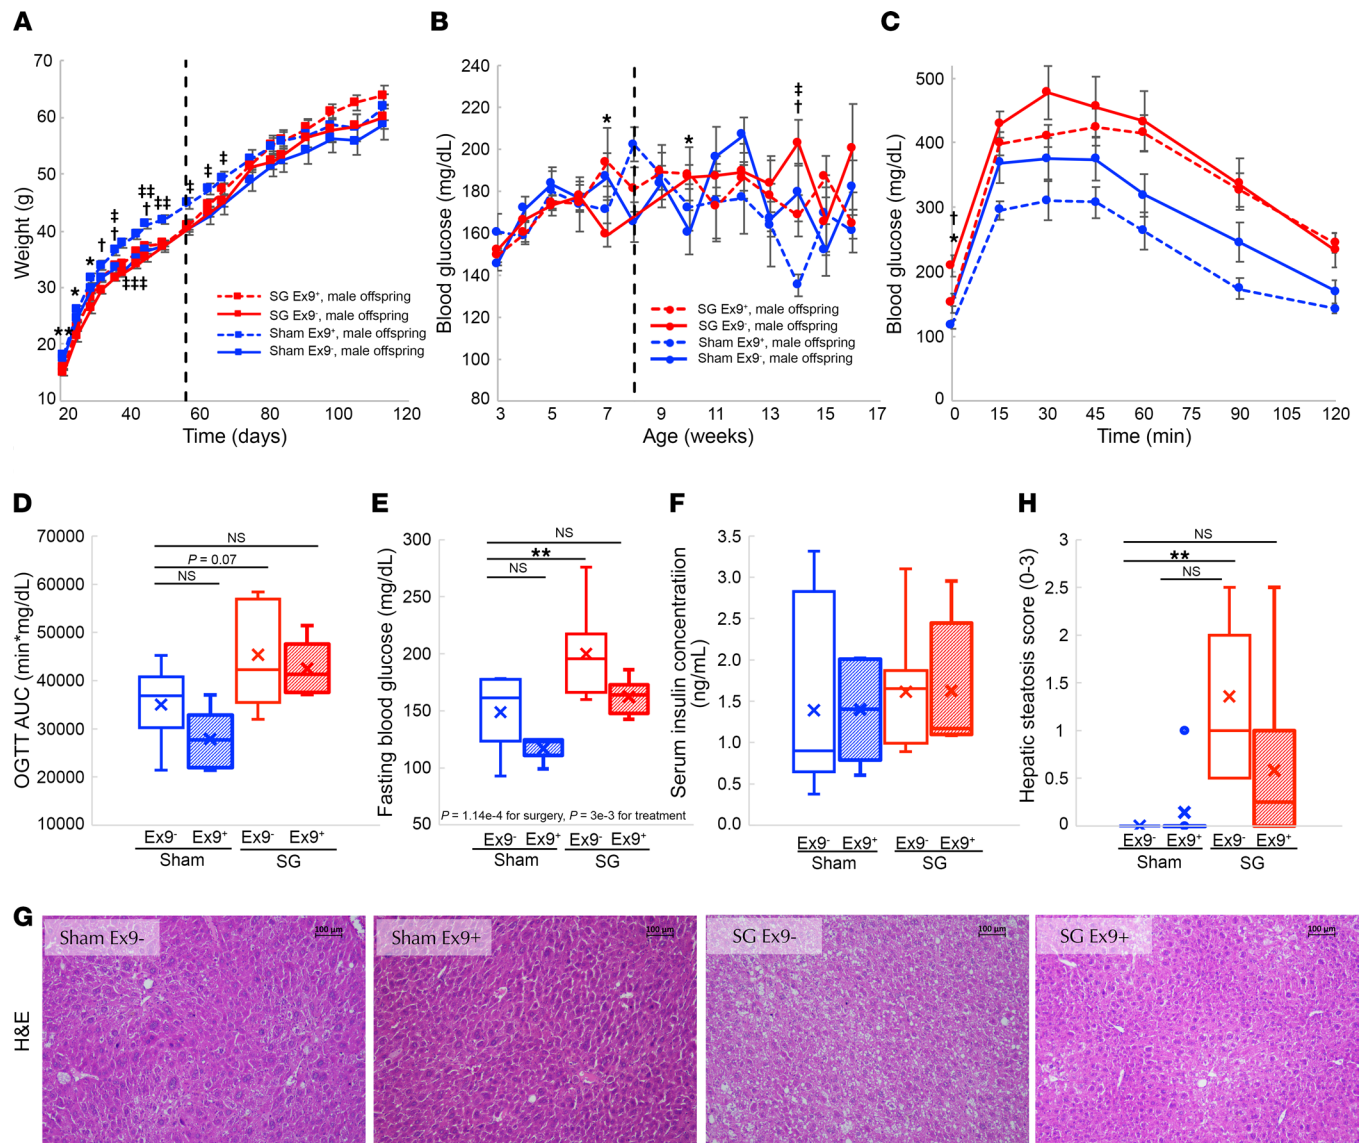 A
Weight (g)
70
60
50
40
30
20
10
20 40 60 80 100 120
Time (days)
** * * † ‡ † ‡‡ † ‡‡ ‡ ‡ ‡ ‡‡‡
SG Ex9⁺, male offspring
SG Ex9⁻, male offspring
Sham Ex9⁺, male offspring
Sham Ex9⁻, male offspring
B
Blood glucose (mg/dL)
240
220
200
180
160
140
120
100
80
3 5 7 9 11 13 15 17
Age (weeks)
* * ‡ †
SG Ex9⁺, male offspring
SG Ex9⁻, male offspring
Sham Ex9⁺, male offspring
Sham Ex9⁻, male offspring
C
Blood glucose (mg/dL)
500
400
300
200
100
0
† *
0 15 30 45 60 75 90 105 120
Time (min)
D
OGTT AUC (min*mg/dL)
70000
60000
50000
40000
30000
20000
10000
NS
P = 0.07
NS
Ex9⁻ Ex9⁺ Ex9⁻ Ex9⁺
Sham SG
E
Fasting blood glucose (mg/dL)
300
250
200
150
100
50
NS
**
NS
P = 1.14e-4 for surgery, P = 3e-3 for treatment
Ex9⁻ Ex9⁺ Ex9⁻ Ex9⁺
Sham SG
F
Serum insulin concentratiion
(ng/mL)
3.5
3.0
2.5
2.0
1.5
1.0
0.5
0
Ex9⁻ Ex9⁺ Ex9⁻ Ex9⁺
Sham SG
H
Hepatic steatosis score (0-3)
3
2.5
2
1.5
1
0.5
0
NS
**
NS
Ex9⁻ Ex9⁺ Ex9⁻ Ex9⁺
Sham SG
G
H&E
Sham Ex9-
100 µm
Sham Ex9+
100 µm
SG Ex9-
100 µm
SG Ex9+
100 µm